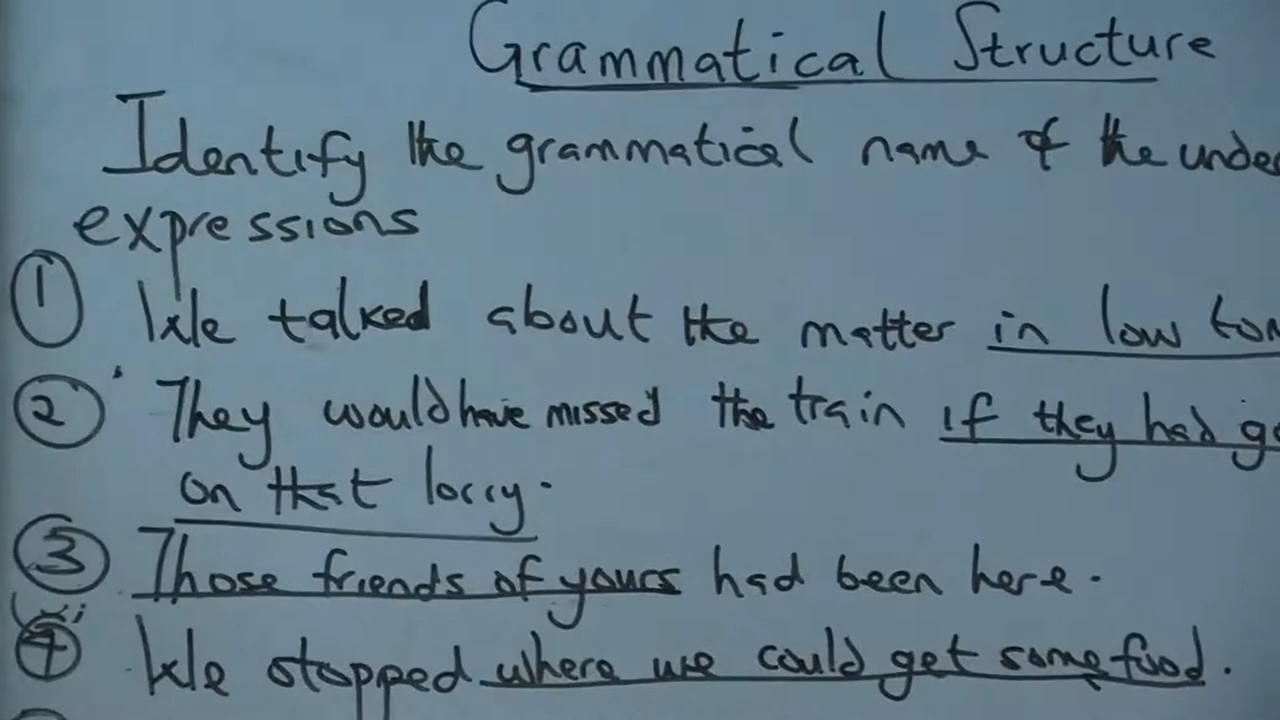 Grammatical Structure
Identify the grammatical name of the
expressions
1 We talked about the matter in low
2 They would have missed the train if they had
on that lorry.
3 Those friends of yours had been here.
4 We stopped where we could get some food.